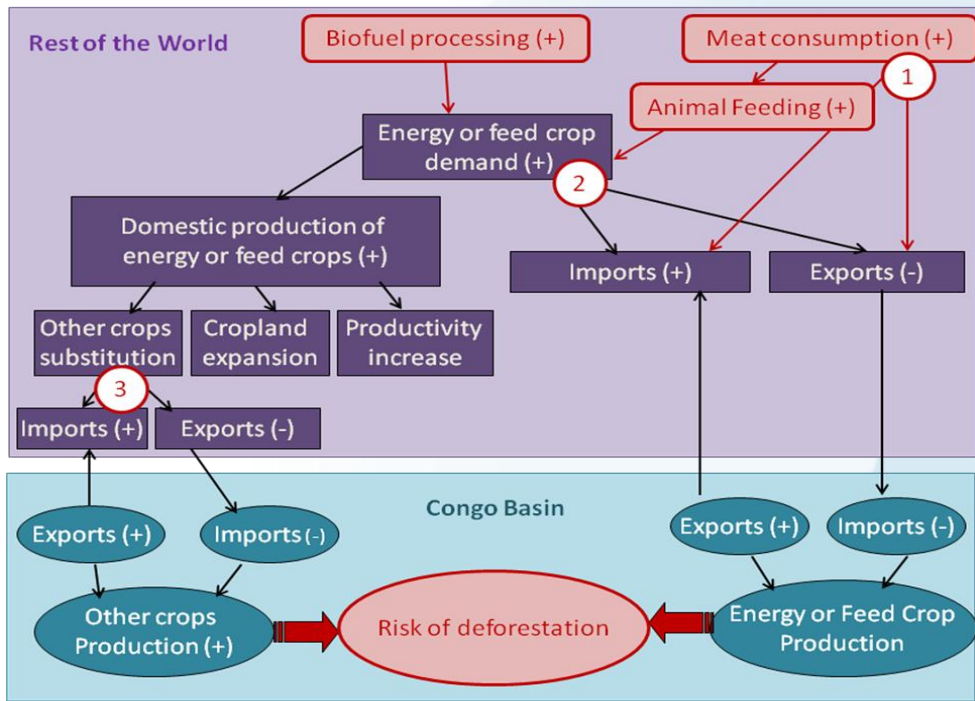 Rest of the World
Biofuel processing (+)
Meat consumption (+)
1
Animal Feeding (+)
Energy or feed crop
demand (+)
2
Domestic production of
energy or feed crops (+)
Imports (+)
Exports (-)
Other crops
substitution
Cropland
expansion
Productivity
increase
3
Imports (+)
Exports (-)
Congo Basin
Exports (+)
Imports (-)
Exports (+)
Imports (-)
Other crops
Production (+)
Risk of deforestation
Energy or Feed Crop
Production